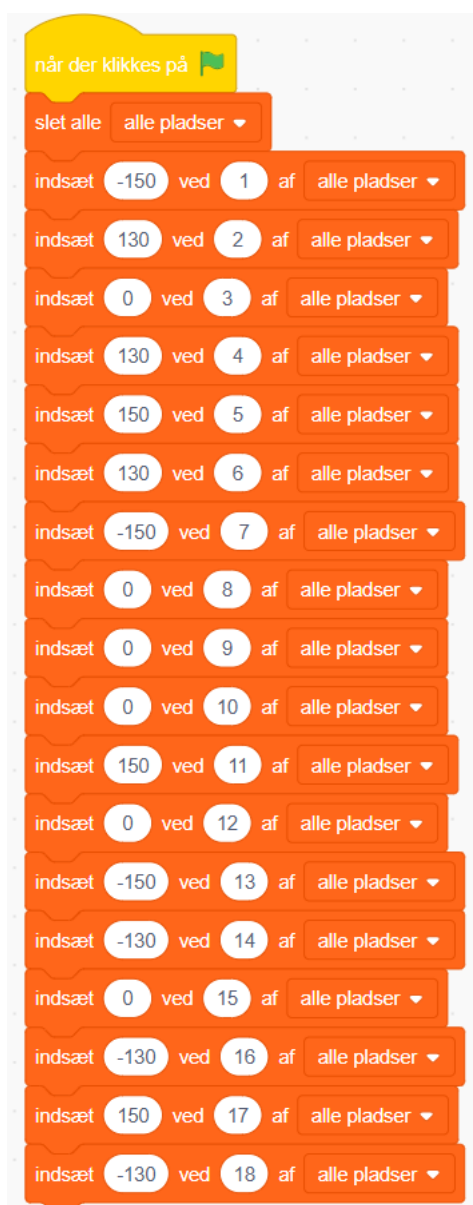 når der klikkes på
slet alle alle pladser
indsæt -150 ved 1 af alle pladser
indsæt 130 ved 2 af alle pladser
indsæt 0 ved 3 af alle pladser
indsæt 130 ved 4 af alle pladser
indsæt 150 ved 5 af alle pladser
indsæt 130 ved 6 af alle pladser
indsæt -150 ved 7 af alle pladser
indsæt 0 ved 8 af alle pladser
indsæt 0 ved 9 af alle pladser
indsæt 0 ved 10 af alle pladser
indsæt 150 ved 11 af alle pladser
indsæt 0 ved 12 af alle pladser
indsæt -150 ved 13 af alle pladser
indsæt -130 ved 14 af alle pladser
indsæt 0 ved 15 af alle pladser
indsæt -130 ved 16 af alle pladser
indsæt 150 ved 17 af alle pladser
indsæt -130 ved 18 af alle pladser